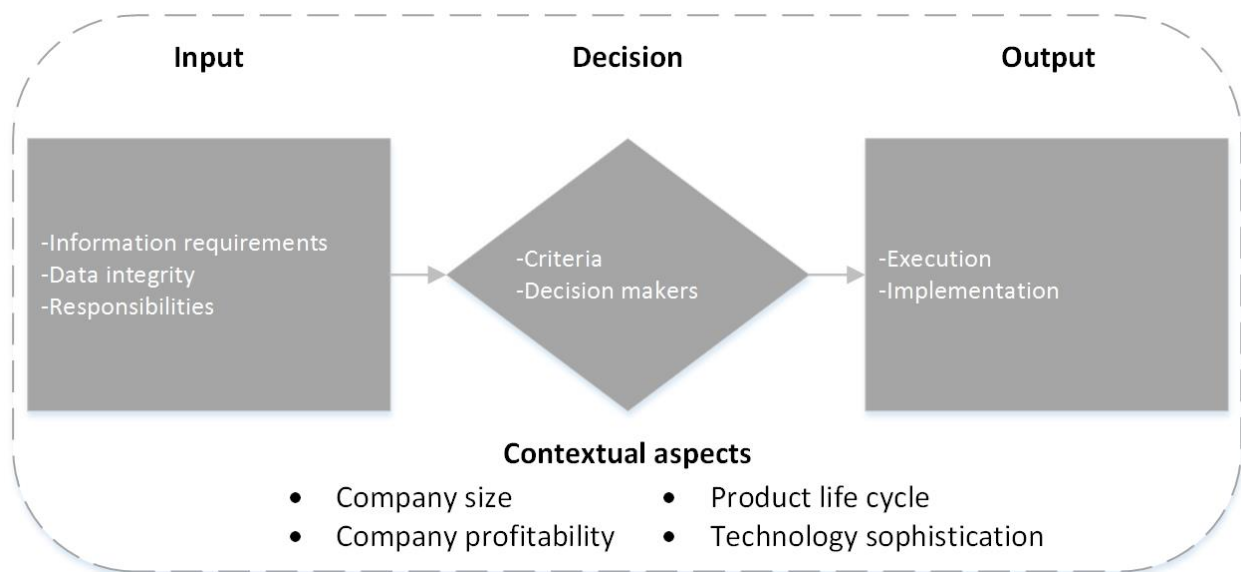 Input
Decision
Output
-Information requirements
-Data integrity
-Responsibilities
-Criteria
-Decision makers
-Execution
-Implementation
Contextual aspects
• Company size
• Company profitability
• Product life cycle
• Technology sophistication